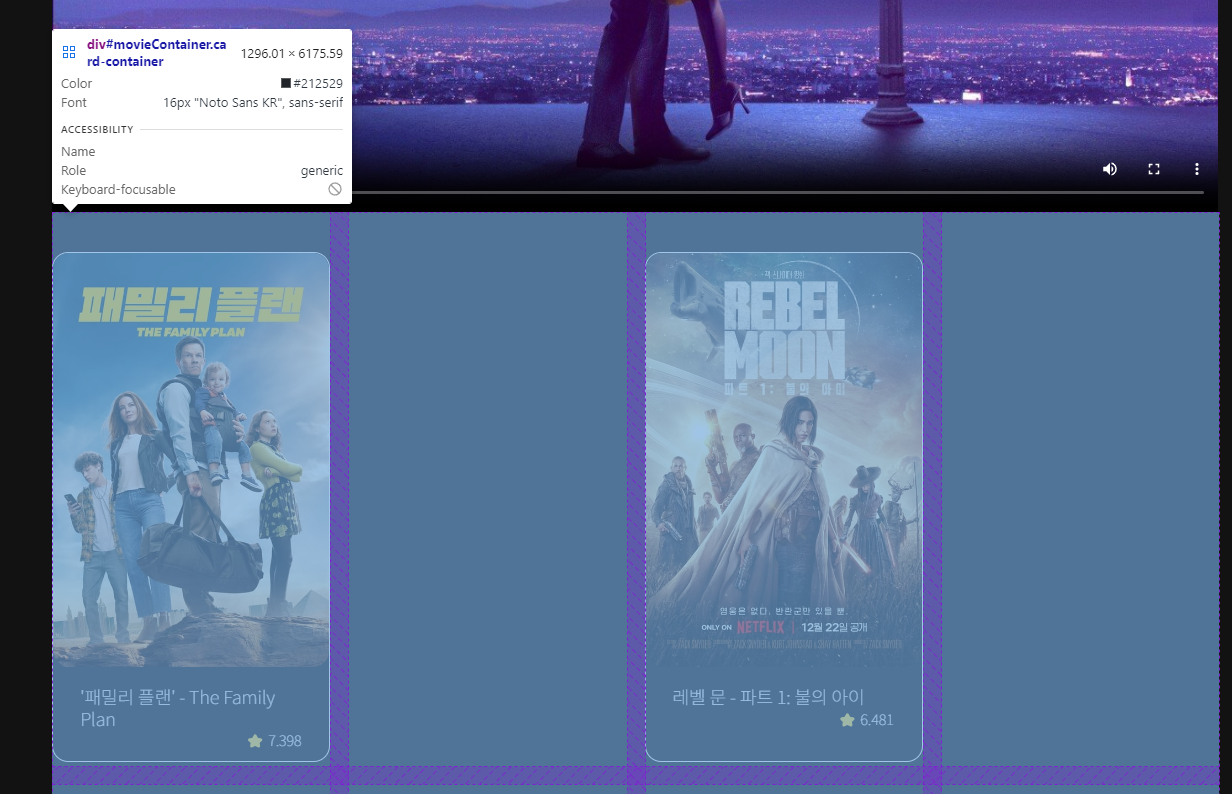 div#movieContainer.ca
rd-container
1296.01 × 6175.59
Color
#212529
Font
16px "Noto Sans KR", sans-serif
ACCESSIBILITY
Name
Role
generic
Keyboard-focusable
패밀리 플랜
THE FAMILY PLAN
'패밀리 플랜' - The Family
Plan
7.398
REBEL
MOON
파트 1: 불의 아이
영웅은 없다. 반란군만 있을 뿐.
ONLY ON NETFLIX | 12월 22일 공개
레벨 문 - 파트 1: 불의 아이
6.481